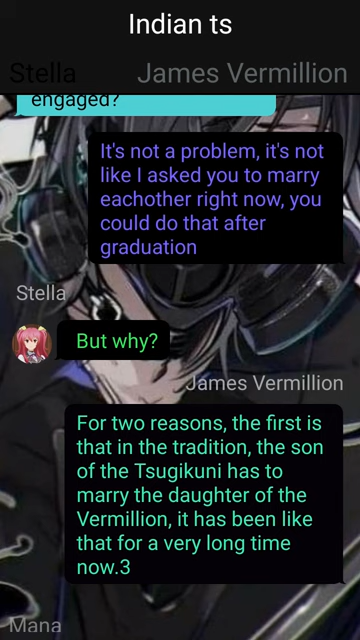 Indian ts
Stella
James Vermillion
engaged?
It's not a problem, it's not
like I asked you to marry
eachother right now, you
could do that after
graduation
Stella
But why?
James Vermillion
For two reasons, the first is
that in the tradition, the son
of the Tsugikuni has to
marry the daughter of the
Vermillion, it has been like
that for a very long time
now.3
Mana